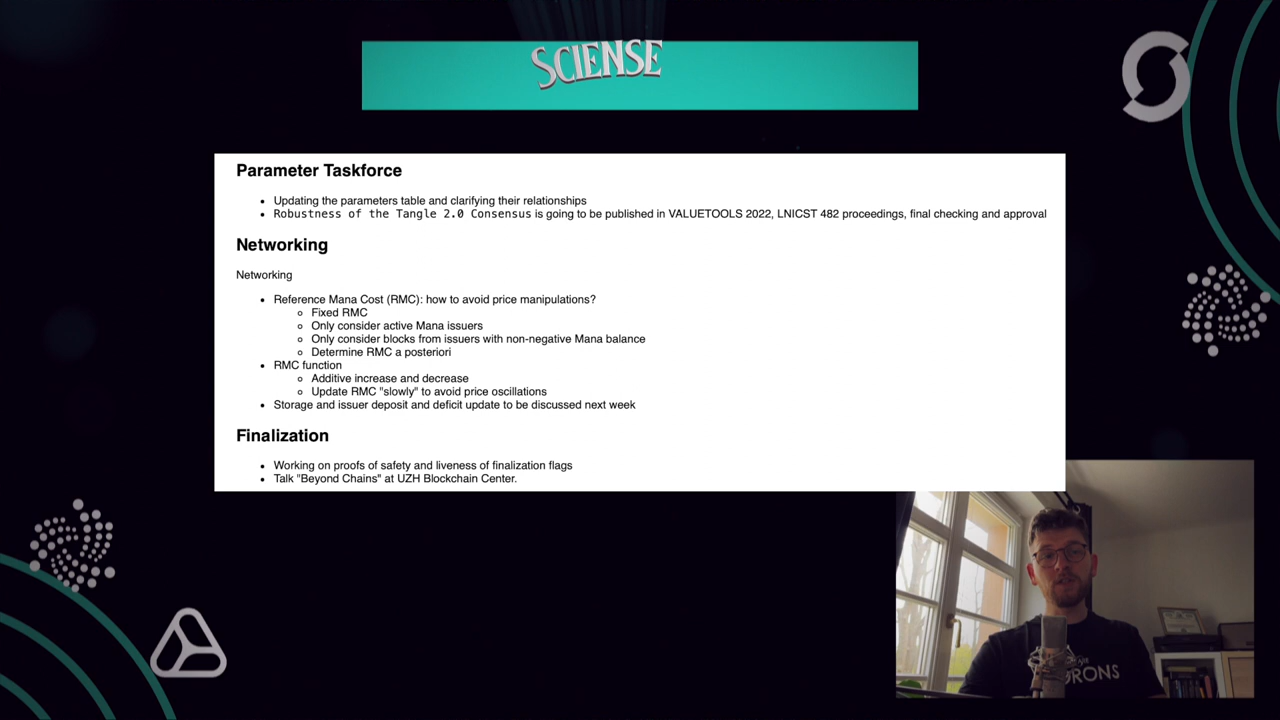 SCIENSE
Parameter Taskforce
Updating the parameters table and clarifying their relationships
Robustness of the Tangle 2.0 Consensus is going to be published in VALUETOOLS 2022, LNICST 482 proceedings, final checking and approval
Networking
Networking
Reference Mana Cost (RMC): how to avoid price manipulations?
Fixed RMC
Only consider active Mana issuers
Only consider blocks from issuers with non-negative Mana balance
Determine RMC a posteriori
RMC function
Additive increase and decrease
Update RMC "slowly" to avoid price oscillations
Storage and issuer deposit and deficit update to be discussed next week
Finalization
Working on proofs of safety and liveness of finalization flags
Talk "Beyond Chains" at UZH Blockchain Center.